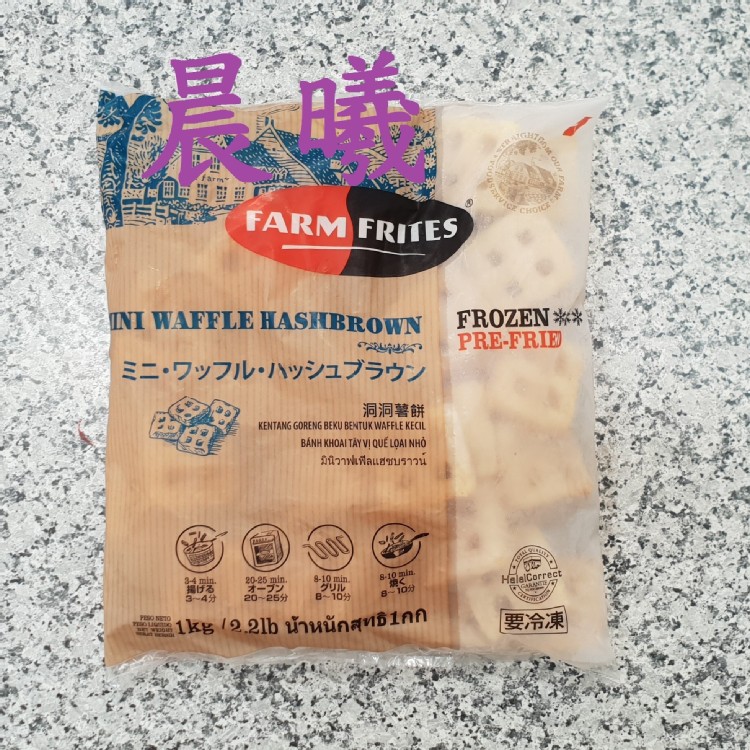 晨曦
FARM FRITES®
INI WAFFLE HASHBROWN
ミニ・ワッフル・ハッシュブラウン
洞洞薯餅
KENTANG GORENG BEKU BENTUK WAFFLE KECIL
BÁNH KHOAI TÂY VỊ QUẾ LOẠI NHỎ
มินิวาฟเฟิลแฮชบราวน์
FROZEN
PRE-FRIED
3-4 min.
揚げる
3～4分
20-25 min.
オーブン
20～25分
8-10 min.
グリル
8～10分
8-10 min.
焼く
8～10分
HalalCorrect
GUARANTEE
CERTIFICATION
要冷凍
PESO NETO
1kg / 2.2lb น้ำหนักสุทธิ1กก